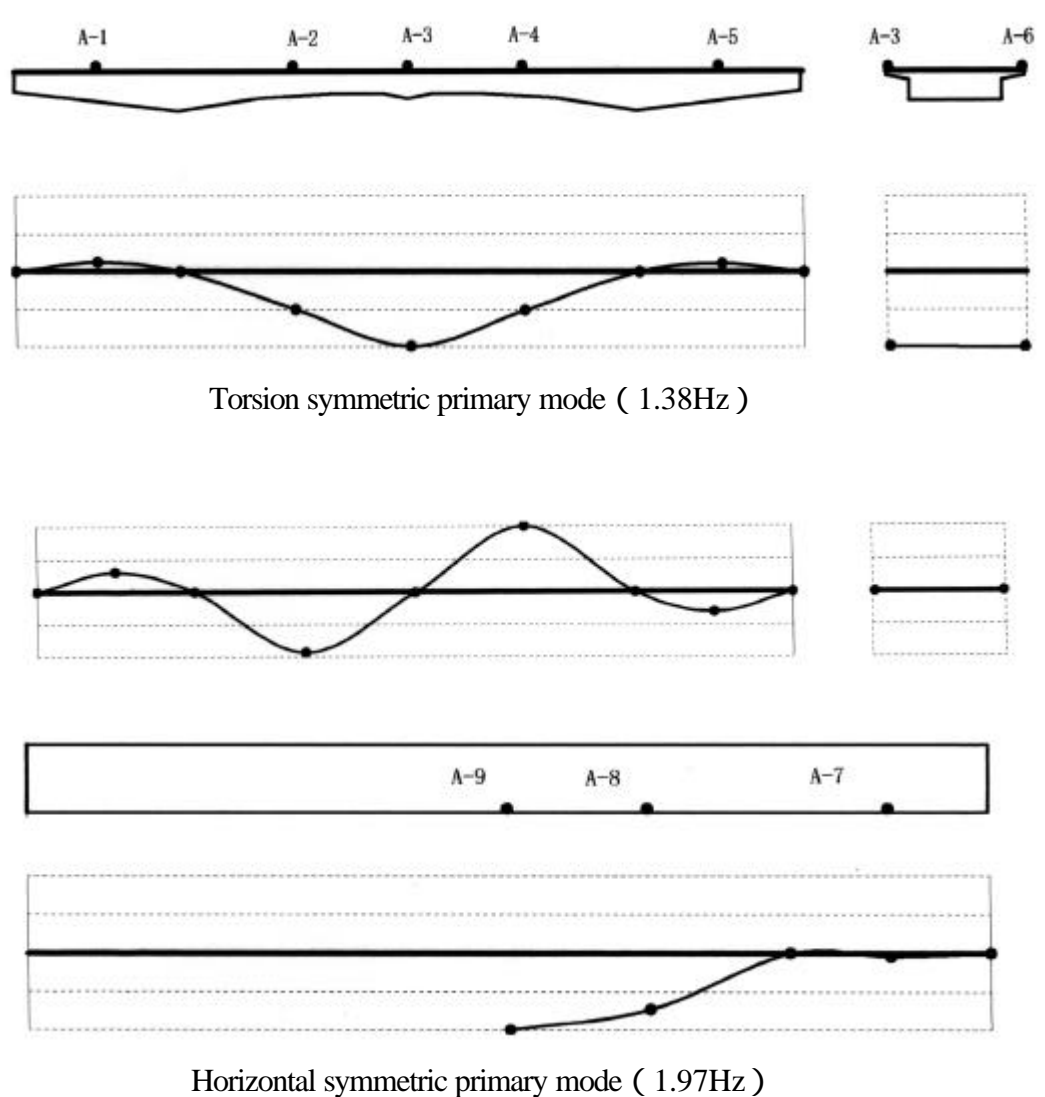 A-1 A-2 A-3 A-4 A-5 A-3 A-6
Torsion symmetric primary mode ( 1.38Hz )
A-9 A-8 A-7
Horizontal symmetric primary mode ( 1.97Hz )